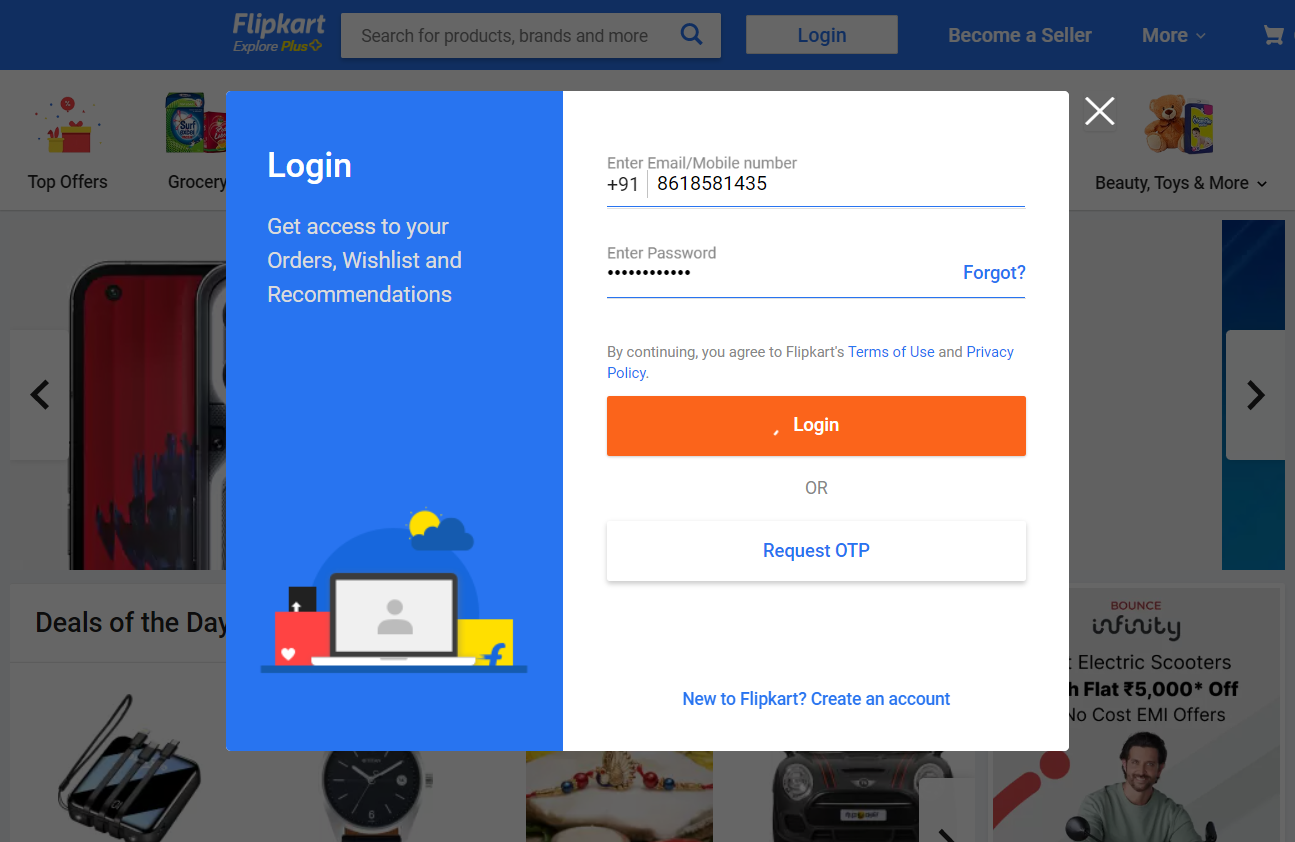 Flipkart
Explore Plus
Search for products, brands and more
Login
Become a Seller
More
Top Offers
Grocery
Beauty, Toys & More
Surf
excel
Login
Get access to your
Orders, Wishlist and
Recommendations
Enter Email/Mobile number
+91 8618581435
Enter Password
••••••••••••
Forgot?
By continuing, you agree to Flipkart's Terms of Use and Privacy
Policy.
Login
OR
Request OTP
New to Flipkart? Create an account
Deals of the Day
BOUNCE
infinity
t Electric Scooters
h Flat ₹5,000* Off
No Cost EMI Offers